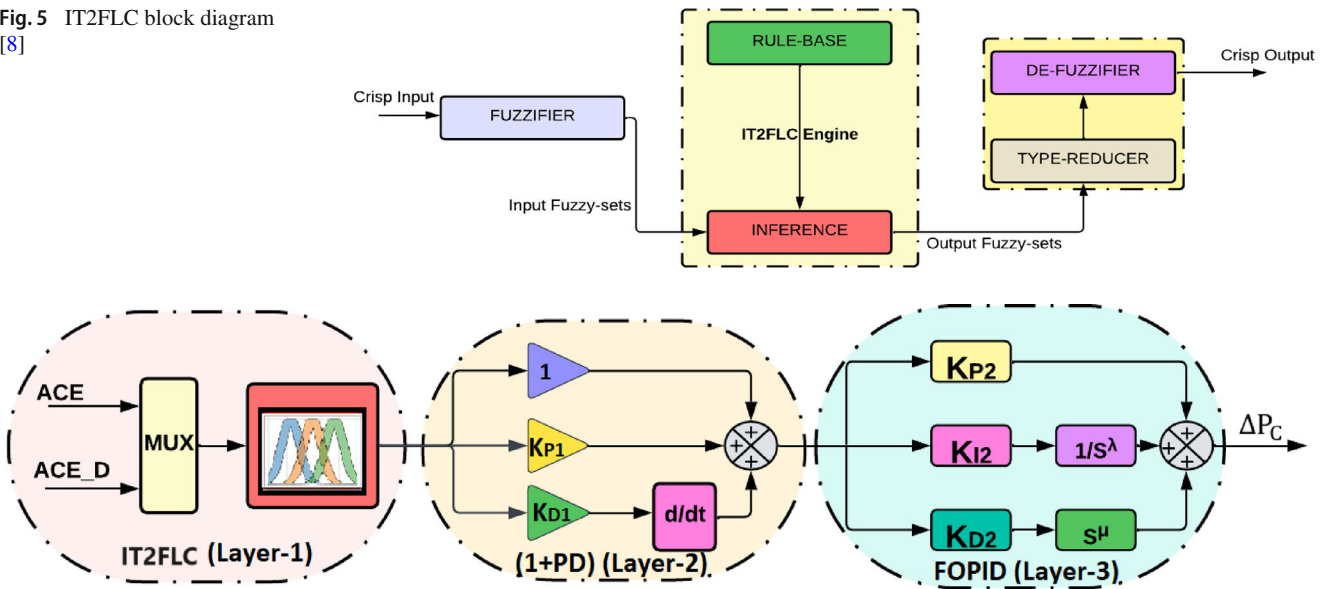 Fig. 5 IT2FLC block diagram
[8]
RULE-BASE
DE-FUZZIFIER
Crisp Output
Crisp Input
FUZZIFIER
IT2FLC Engine
TYPE-REDUCER
Input Fuzzy-sets
INFERENCE
Output Fuzzy-sets
ACE
ACE_D
MUX
IT2FLC (Layer-1)
1
KP1
KD1
d/dt
+
+
+
(1+PD) (Layer-2)
KP2
KI2
1/S^λ
KD2
S^μ
+
+
+
ΔPC
FOPID (Layer-3)